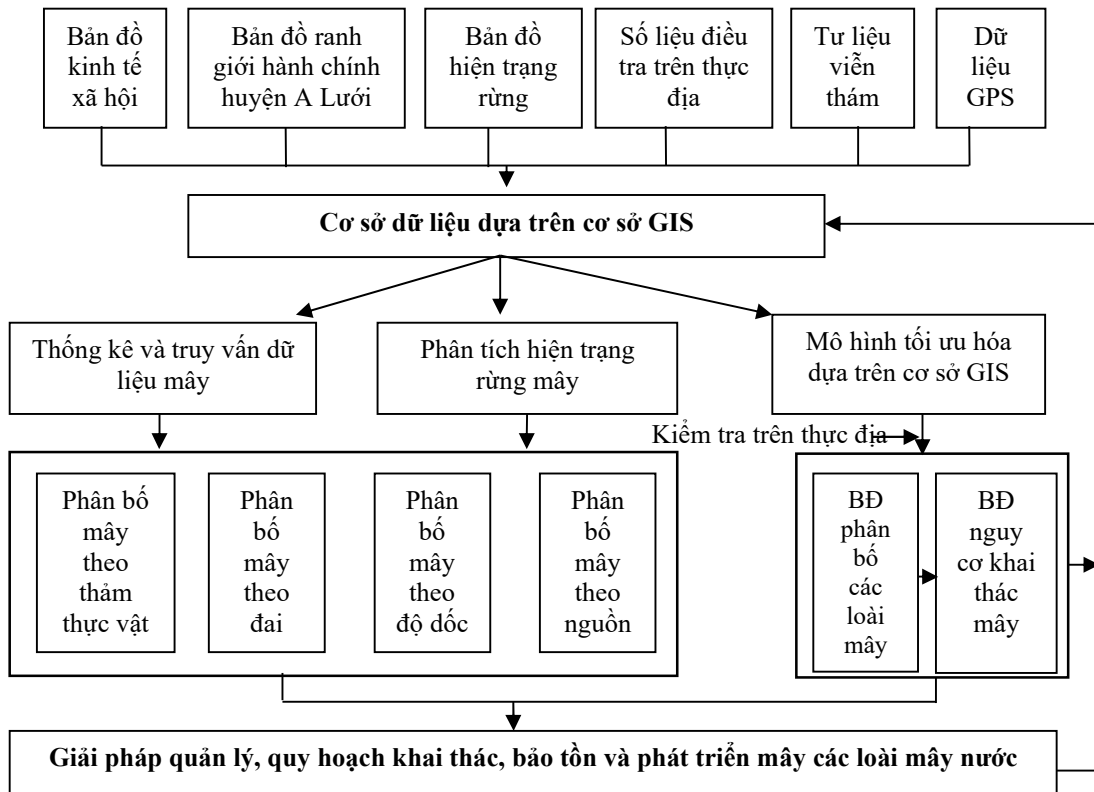 Bản đồ
kinh tế
xã hội
Bản đồ ranh
giới hành chính
huyện A Lưới
Bản đồ
hiện trạng
rừng
Số liệu điều
tra trên thực
địa
Tư liệu
viễn
thám
Dữ
liệu
GPS
Cơ sở dữ liệu dựa trên cơ sở GIS
Thống kê và truy vấn dữ
liệu mây
Phân tích hiện trạng
rừng mây
Mô hình tối ưu hóa
dựa trên cơ sở GIS
Kiểm tra trên thực địa
Phân bố
mây
theo
thảm
thực vật
Phân
bố
mây
theo
đai
Phân
bố
mây
theo
độ dốc
Phân
bố
mây
theo
nguồn
BĐ
phân
bố
các
loài
mây
BĐ
nguy
cơ khai
thác
mây
Giải pháp quản lý, quy hoạch khai thác, bảo tồn và phát triển mây các loài mây nước